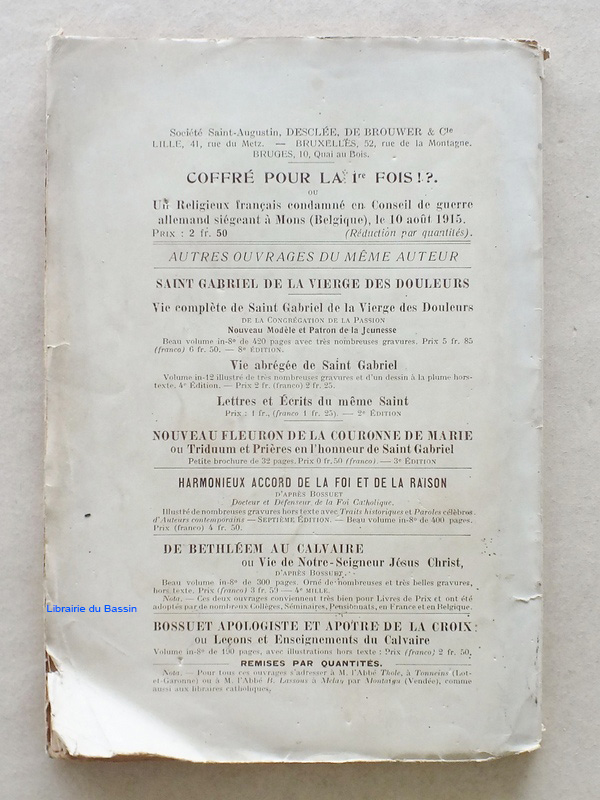 Société Saint-Augustin, DESCLÉE, DE BROUWER & Cie
LILLE, 41, rue du Metz. — BRUXELLES, 52, rue de la Montagne.
BRUGES, 10, Quai au Bois.
COFFRÉ POUR LA 1re FOIS!?.
OU
Un Religieux français condamné en Conseil de guerre
allemand siégeant à Mons (Belgique), le 10 août 1915.
PRIX : 2 fr. 50 (Réduction par quantités).
AUTRES OUVRAGES DU MÊME AUTEUR
SAINT GABRIEL DE LA VIERGE DES DOULEURS
Vie complète de Saint Gabriel de la Vierge des Douleurs
DE LA CONGRÉGATION DE LA PASSION
Nouveau Modèle et Patron de la Jeunesse
Beau volume in-8º de 420 pages avec très nombreuses gravures. Prix 5 fr. 85
(franco) 6 fr. 50. — 8e ÉDITION.
Vie abrégée de Saint Gabriel
Volume in-12 illustré de très nombreuses gravures et d'un dessin à la plume hors-
texte. 4e Édition. — Prix 2 fr. (franco) 2 fr. 25.
Lettres et Écrits du même Saint
Prix : 1 fr., (franco 1 fr. 25). — 2e ÉDITION
NOUVEAU FLEURON DE LA COURONNE DE MARIE
ou Triduum et Prières en l'honneur de Saint Gabriel
Petite brochure de 32 pages. Prix 0 fr. 50 (franco). — 3e ÉDITION
HARMONIEUX ACCORD DE LA FOI ET DE LA RAISON
D'APRÈS BOSSUET
Docteur et Défenseur de la Foi Catholique.
Illustré de nombreuses gravures hors texte avec Traits historiques et Paroles célèbres
d'Auteurs contemporains — SEPTIÈME ÉDITION. — Beau volume in-8º de 400 pages.
Prix (franco) 4 fr. 50.
DE BETHLÉEM AU CALVAIRE
ou Vie de Notre-Seigneur Jésus Christ,
D'APRÈS BOSSUET.
Beau volume in-8º de 300 pages. Orné de nombreuses et très belles gravures,
hors texte. Prix (franco) 3 fr. 50 — 4e MILLE.
Nota. — Ces deux ouvrages conviennent très bien pour Livres de Prix et ont été
adoptés par de nombreux Collèges, Séminaires, Pensionnats, en France et en Belgique.
Librairie du Bassin
BOSSUET APOLOGISTE ET APOTRE DE LA CROIX
ou Leçons et Enseignements du Calvaire
Volume in-8º de 190 pages, avec illustrations hors texte : Prix (franco) 2 fr. 50,
REMISES PAR QUANTITÉS.
Nota. — Pour tous ces ouvrages s'adresser à M. l'Abbé Thole, à Tonneins (Lot-
et-Garonne) ou à M. l'Abbé R. Lassous à Melay par Montaigu (Vendée), comme
aussi aux libraires catholiques.